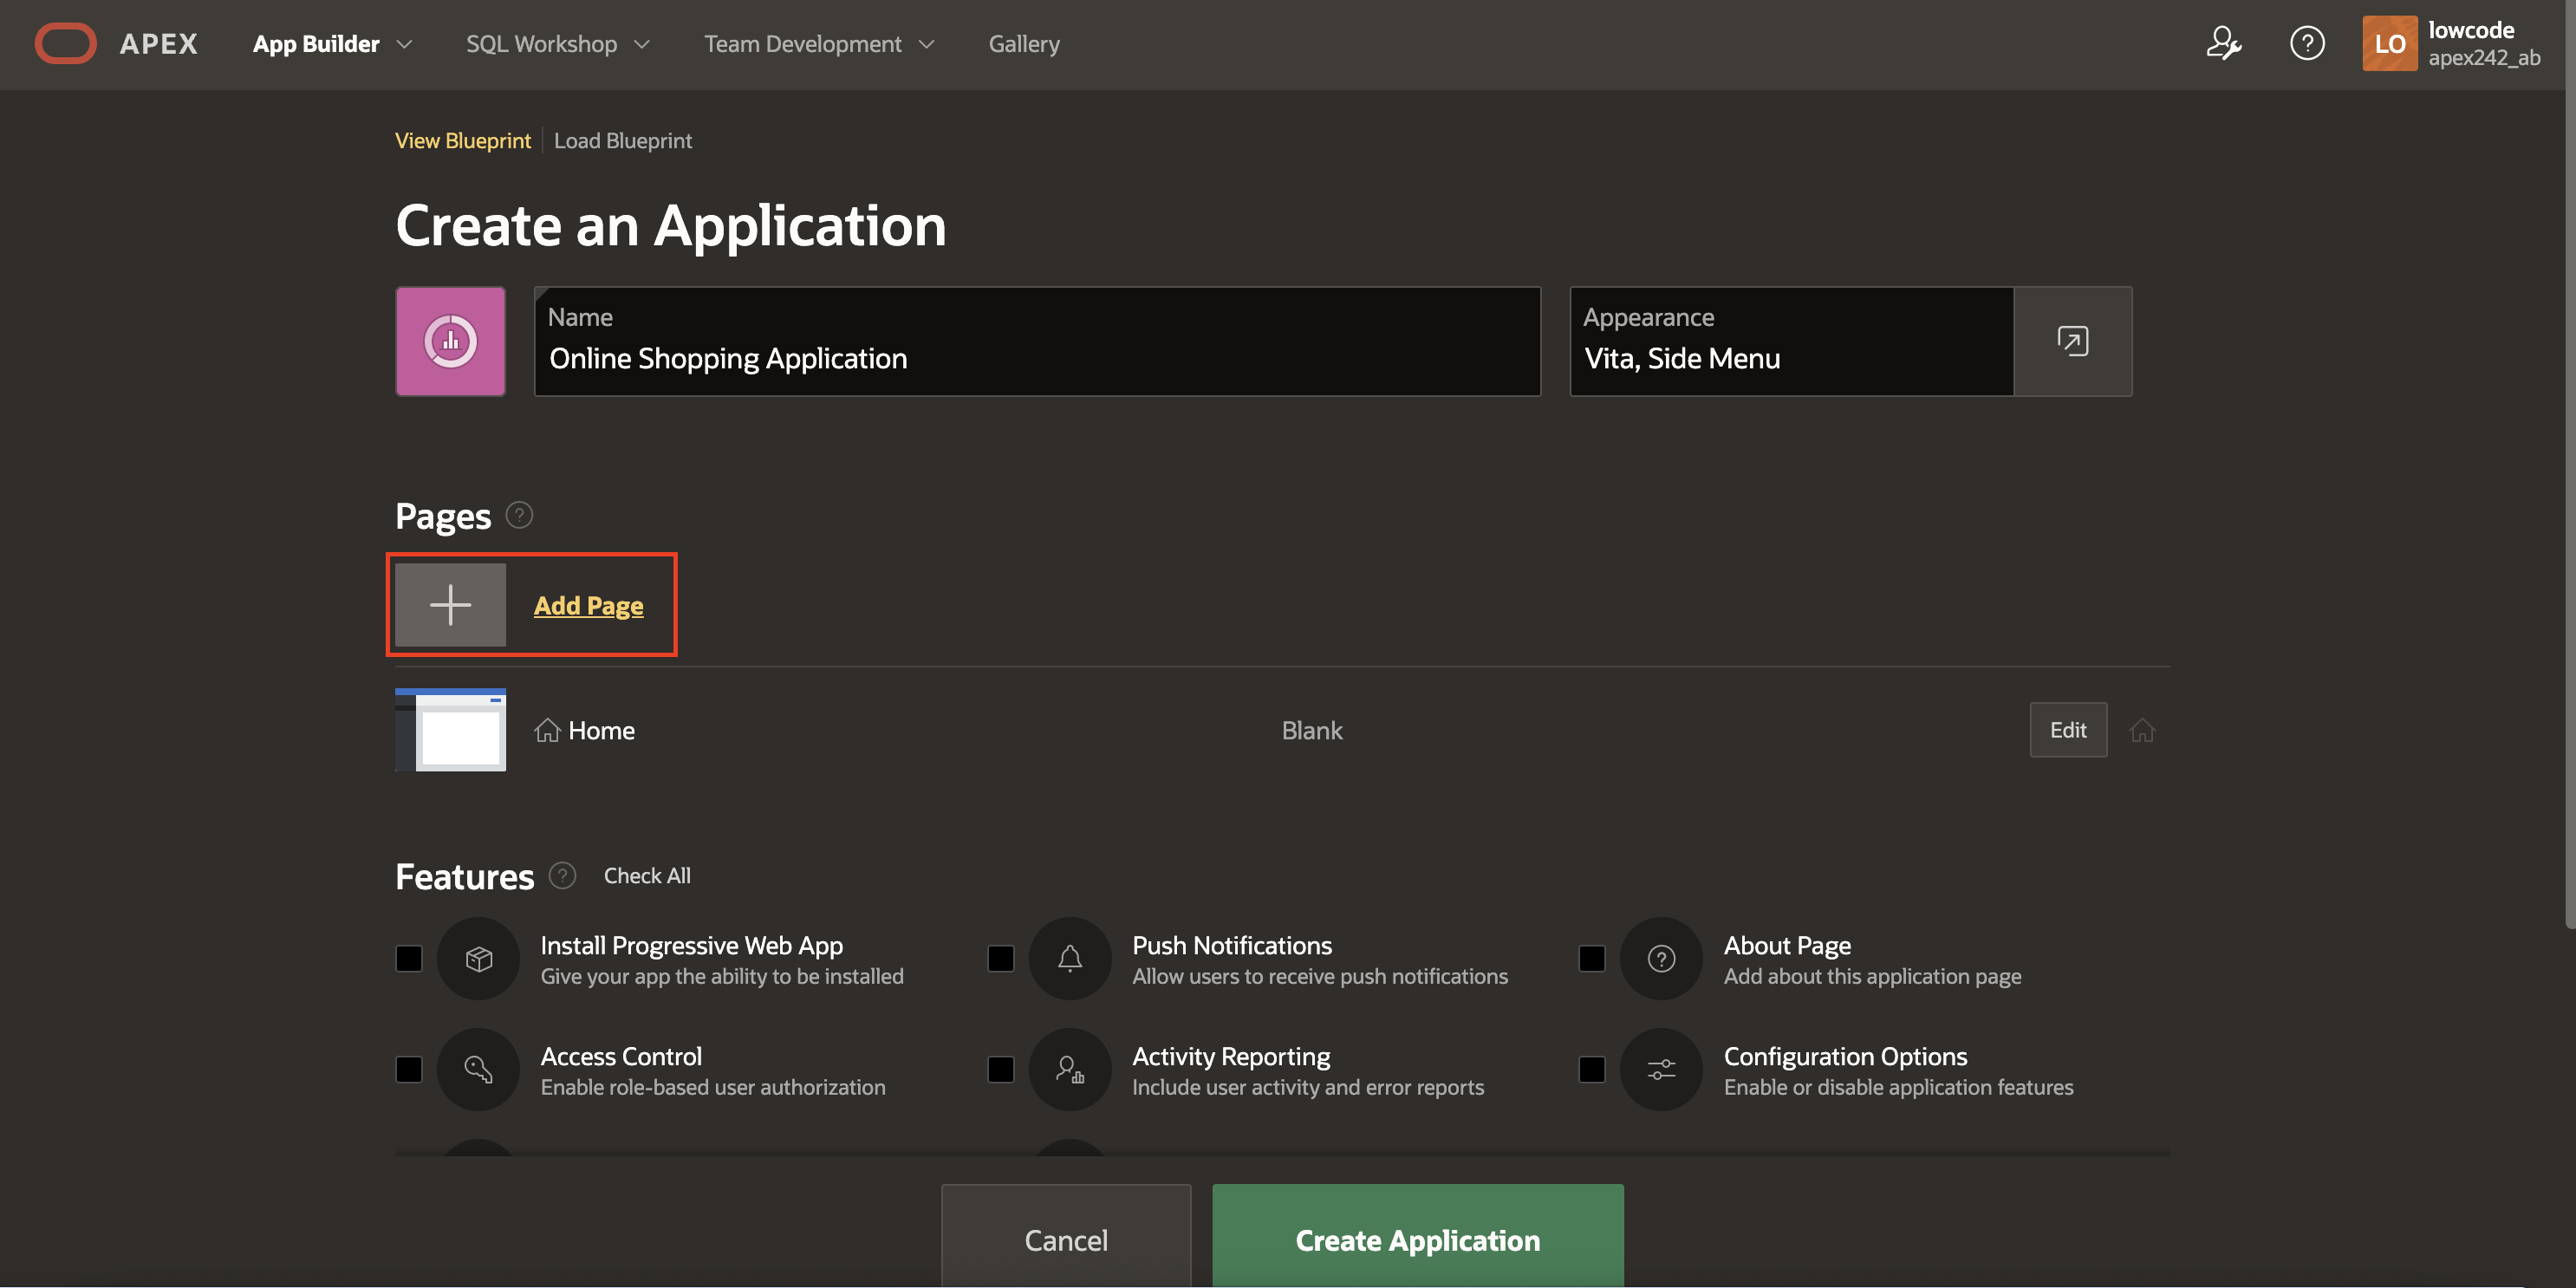 APEX App Builder SQL Workshop Team Development Gallery
LO lowcode
apex242_ab
View Blueprint Load Blueprint
Create an Application
Name
Online Shopping Application
Appearance
Vita, Side Menu
Pages ?
Add Page
Home Blank Edit
Features ? Check All
Install Progressive Web App
Give your app the ability to be installed
Push Notifications
Allow users to receive push notifications
About Page
Add about this application page
Access Control
Enable role-based user authorization
Activity Reporting
Include user activity and error reports
Configuration Options
Enable or disable application features
Cancel Create Application